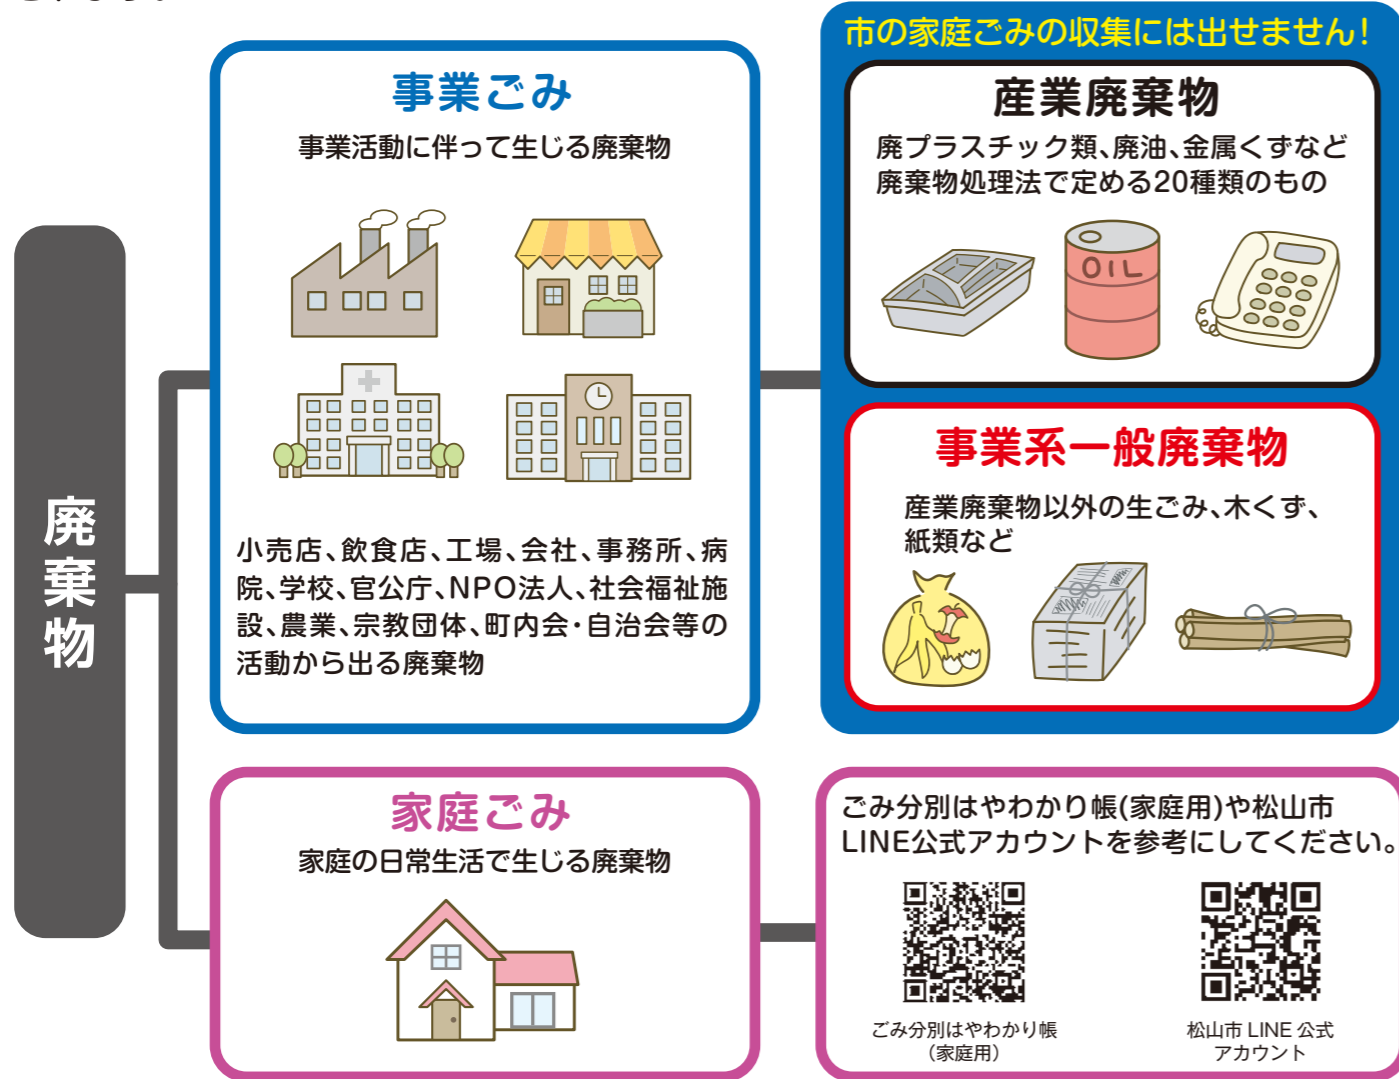 廃棄物
事業ごみ
事業活動に伴って生じる廃棄物
小売店、飲食店、工場、会社、事務所、病
院、学校、官公庁、NPO法人、社会福祉施
設、農業、宗教団体、町内会・自治会等の
活動から出る廃棄物
市の家庭ごみの収集には出せません!
産業廃棄物
廃プラスチック類、廃油、金属くずなど
廃棄物処理法で定める20種類のもの
OIL
事業系一般廃棄物
産業廃棄物以外の生ごみ、木くず、
紙類など
家庭ごみ
家庭の日常生活で生じる廃棄物
ごみ分別はやわかり帳(家庭用)や松山市
LINE公式アカウントを参考にしてください。
ごみ分別はやわかり帳
(家庭用)
松山市 LINE 公式
アカウント